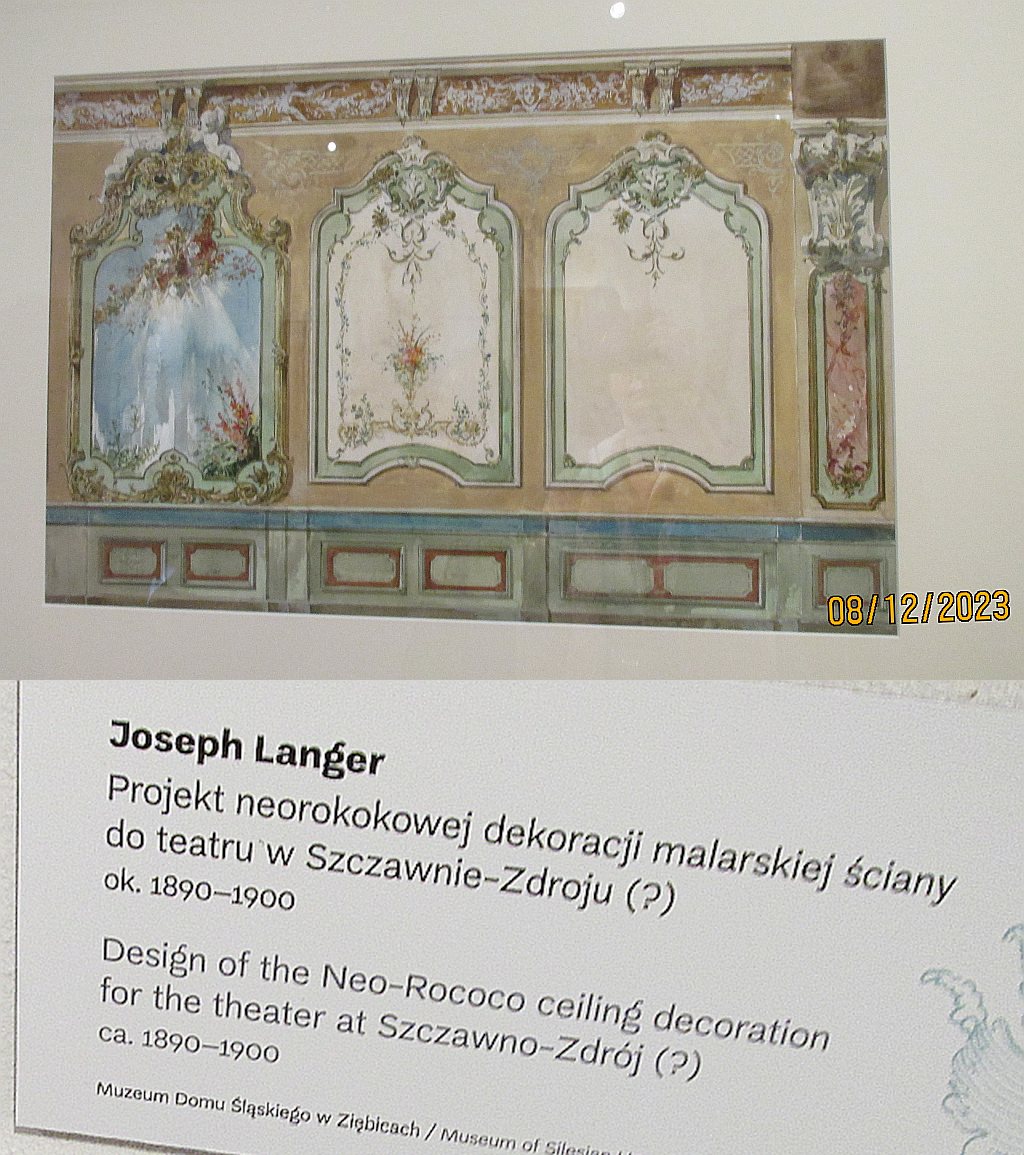 08/12/2023
Joseph Langer
Projekt neorokokowej dekoracji malarskiej ściany
do teatru w Szczawnie-Zdroju (?)
ok. 1890–1900
Design of the Neo-Rococo ceiling decoration
for the theater at Szczawno-Zdrój (?)
ca. 1890–1900
Muzeum Domu Śląskiego w Ziębicach / Museum of Silesian